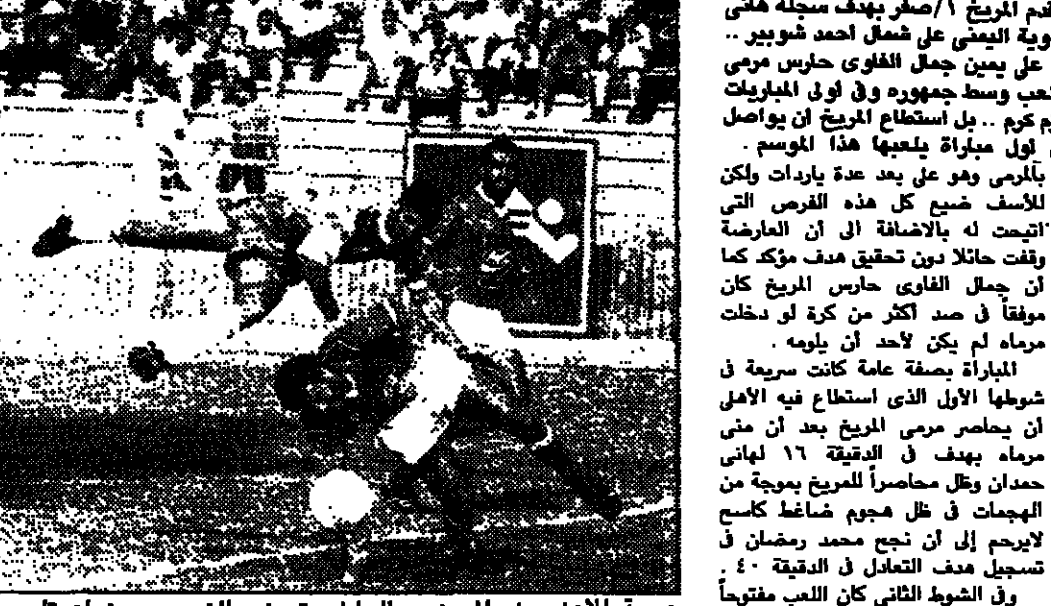 تقدم المريخ ١/صفر بهدف سجله هانى
اوية اليمنى على شمال أحمد شوبير ..
على يمين جمال الفاوى حارس مرمى
لعب وسط جمهوره وفى اولى المباريات
م كرم .. بل استطاع المريخ ان يواصل
اول مباراة يلعبها هذا الموسم .
بالمرمى وهو على بعد عدة ياردات ولكن
للأسف ضيع كل هذه الفرص التى
اتيحت له بالاضافة الى أن العارضة
وقفت حائلا دون تحقيق هدف مؤكد كما
أن جمال الفاوى حارس المريخ كان
موفقاً فى صد أكثر من كرة لو دخلت
مرماه لم يكن لأحد أن يلومه .
المباراة بصفة عامة كانت سريعة فى
شوطها الأول الذى استطاع فيه الأهلى
أن يحاصر مرمى المريخ بعد أن منى
مرماه بهدف فى الدقيقة ١٦ لهانى
حمدان وظل محاصراً للمريخ بموجة من
الهجمات فى ظل هجوم ضاغط كاسح
لايرحم إلى أن نجح محمد رمضان فى
تسجيل هدف التعادل فى الدقيقة ٤٠ .
وفى الشوط الثانى كان اللعب مفتوحاً